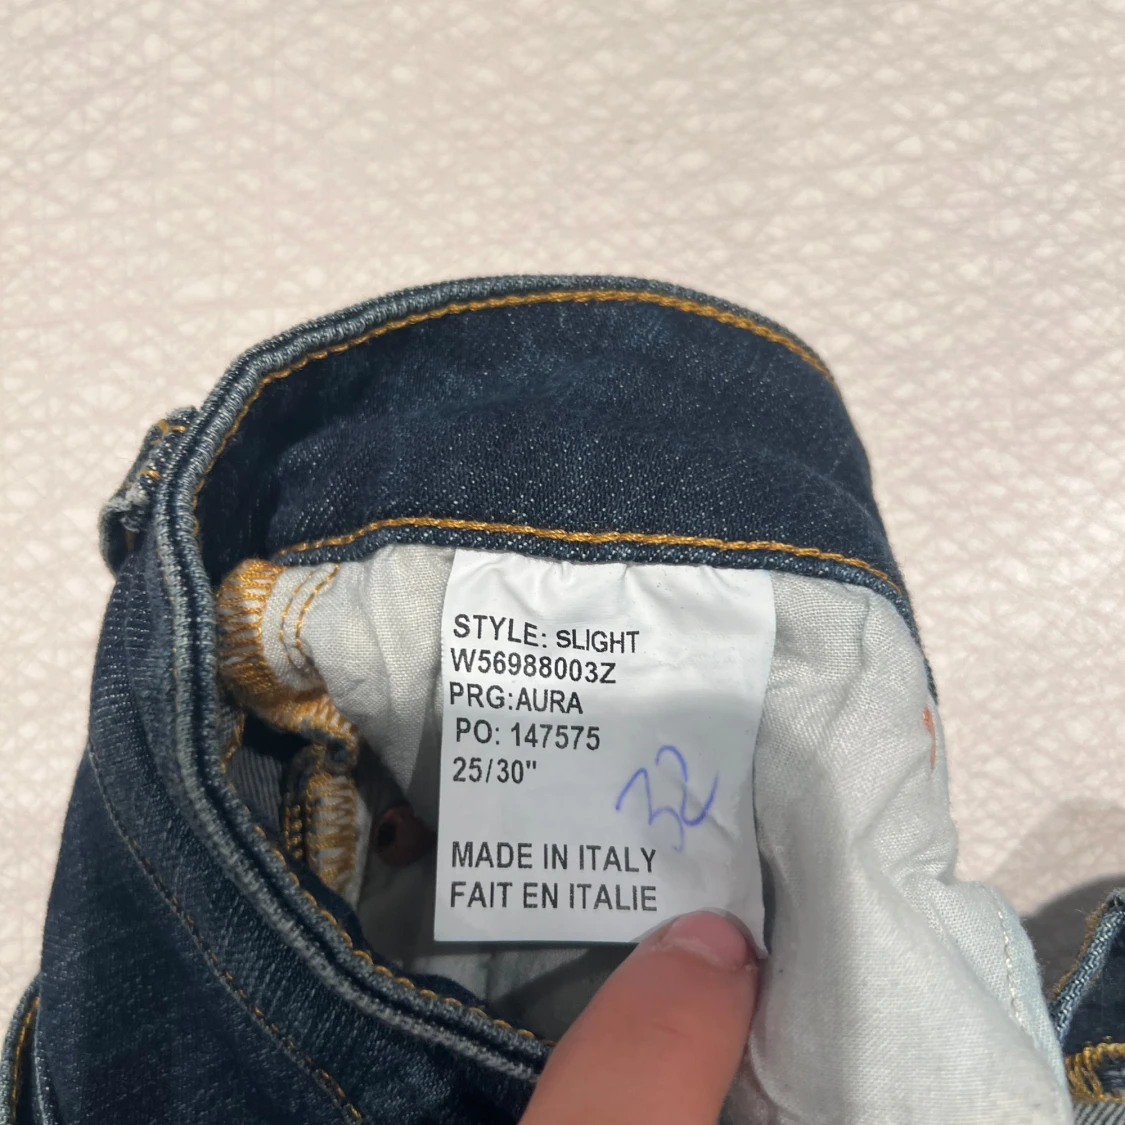 STYLE: SLIGHT
W56988003Z
PRG:AURA
PO: 147575
25/30"
32
MADE IN ITALY
FAIT EN ITALIE